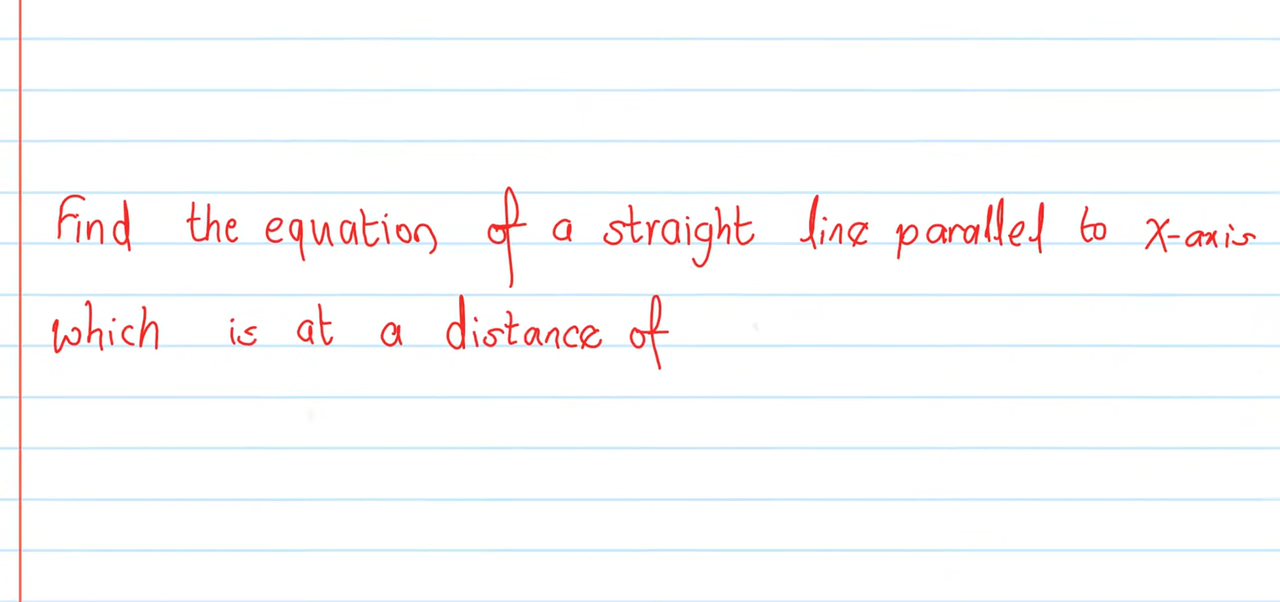 Find the equation of a straight line parallel to x-axis
which is at a distance of